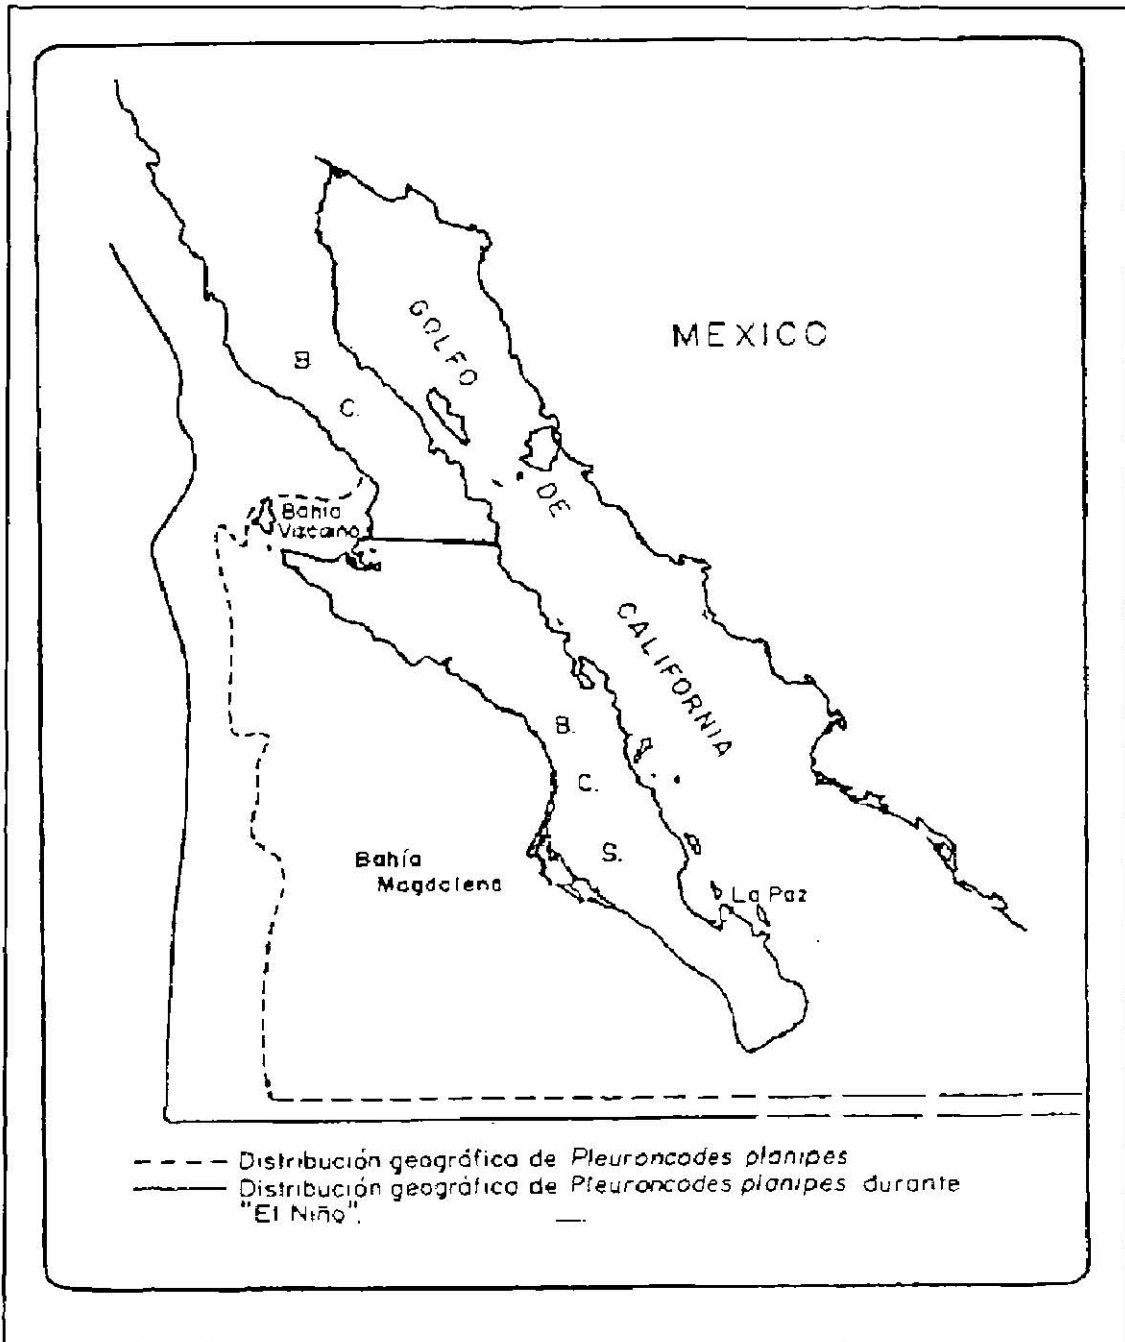 MEXICO
GOLFO
DE
CALIFORNIA
B.
C.
Bahía
Vizcaíno
B.
C.
S.
Bahía
Magdalena
La Paz
Distribución geográfica de Pleuroncodes planipes
Distribución geográfica de Pleuroncodes planipes durante
"El Niño".